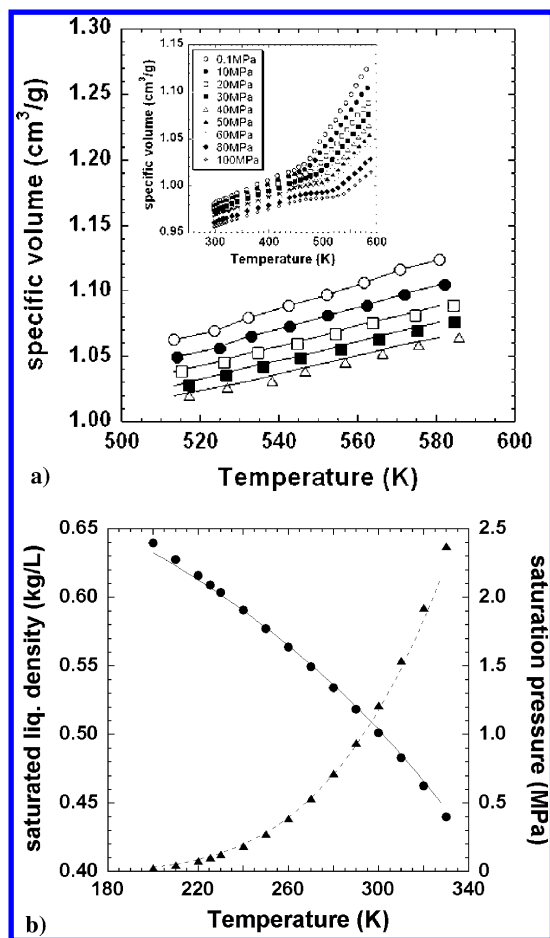 1.30
1.25
1.20
1.15
1.10
1.05
1.00
specific volume (cm³/g)
500
520
540
560
580
600
Temperature (K)
a)
1.15
1.10
1.05
1.00
0.95
specific volume (cm³/g)
0.1MPa
10MPa
20MPa
30MPa
40MPa
50MPa
60MPa
80MPa
100MPa
300
400
500
600
Temperature (K)
0.65
0.60
0.55
0.50
0.45
0.40
saturated liq. density (kg/L)
2.5
2.0
1.5
1.0
0.5
0
saturation pressure (MPa)
180
220
260
300
340
Temperature (K)
b)